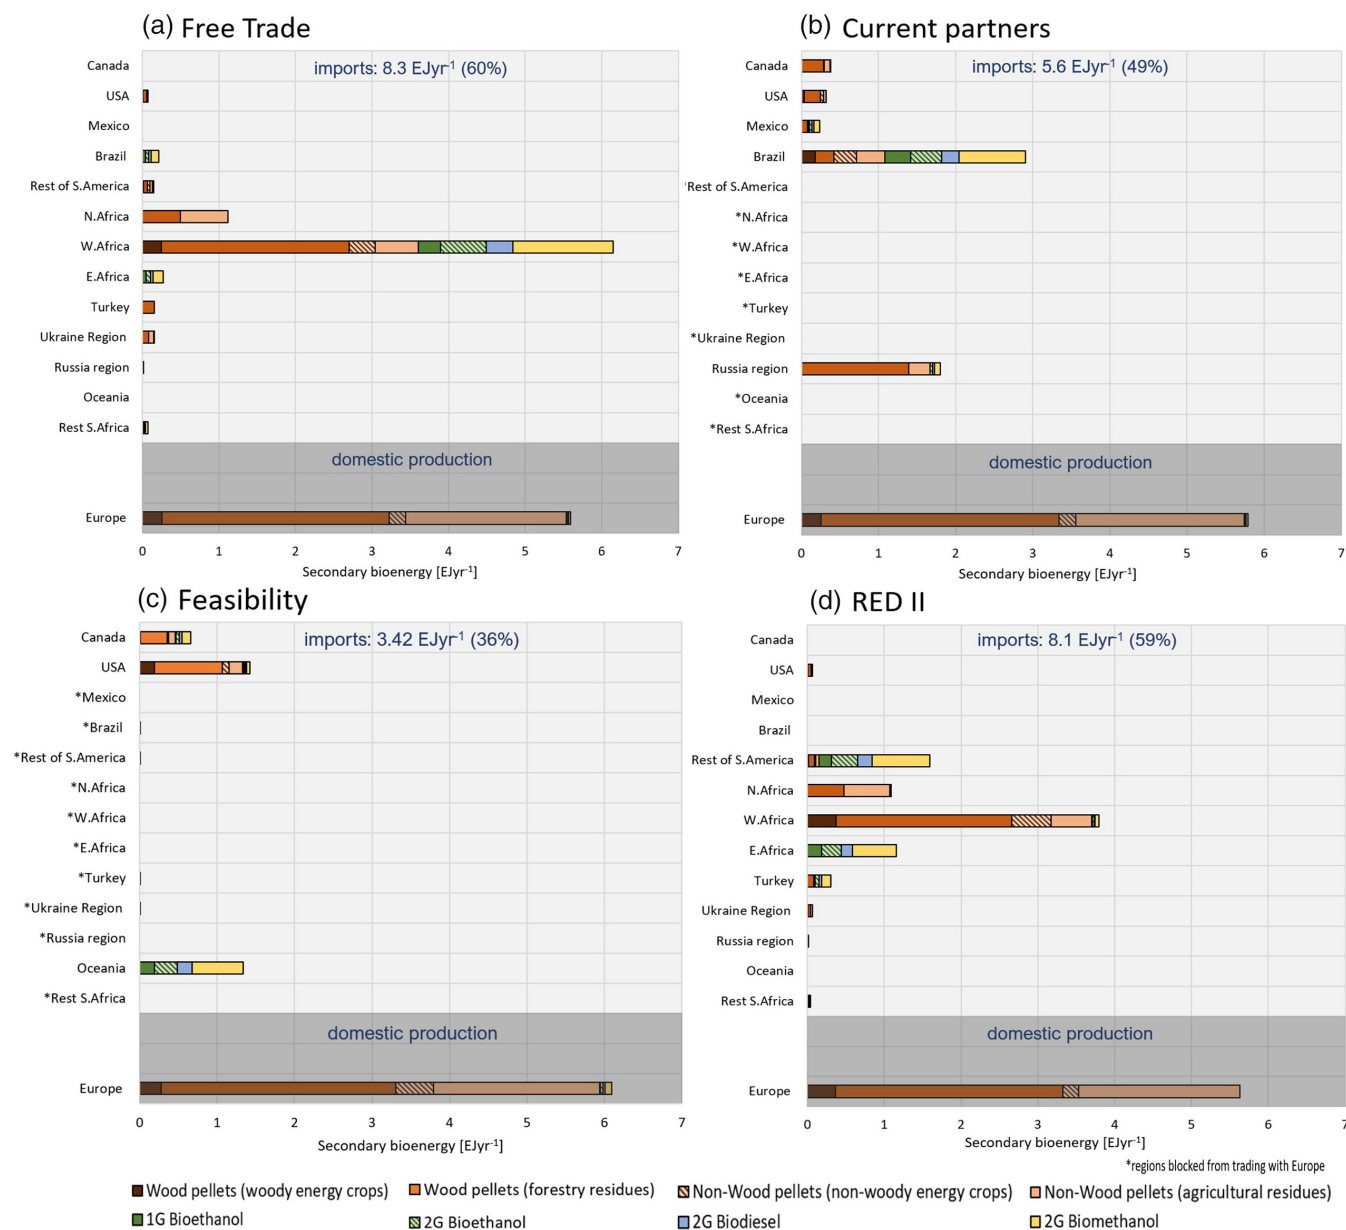 (a) Free Trade
imports: 8.3 EJyr-1 (60%)
Canada
USA
Mexico
Brazil
Rest of S.America
N.Africa
W.Africa
E.Africa
Turkey
Ukraine Region
Russia region
Oceania
Rest S.Africa
domestic production
Europe
0 1 2 3 4 5 6 7
Secondary bioenergy [EJyr-1]
(b) Current partners
imports: 5.6 EJyr-1 (49%)
Canada
USA
Mexico
Brazil
'Rest of S.America
*N.Africa
*W.Africa
*E.Africa
*Turkey
*Ukraine Region
Russia region
*Oceania
*Rest S.Africa
domestic production
Europe
0 1 2 3 4 5 6 7
Secondary bioenergy [EJyr-1]
(c) Feasibility
imports: 3.42 EJyr-1 (36%)
Canada
USA
*Mexico
*Brazil
*Rest of S.America
*N.Africa
*W.Africa
*E.Africa
*Turkey
*Ukraine Region
*Russia region
Oceania
*Rest S.Africa
domestic production
Europe
0 1 2 3 4 5 6 7
Secondary bioenergy [EJyr-1]
(d) RED II
imports: 8.1 EJyr-1 (59%)
Canada
USA
Mexico
Brazil
Rest of S.America
N.Africa
W.Africa
E.Africa
Turkey
Ukraine Region
Russia region
Oceania
Rest S.Africa
domestic production
Europe
0 1 2 3 4 5 6 7
Secondary bioenergy [EJyr-1]
*regions blocked from trading with Europe
Wood pellets (woody energy crops) Wood pellets (forestry residues) Non-Wood pellets (non-woody energy crops) Non-Wood pellets (agricultural residues)
1G Bioethanol 2G Bioethanol 2G Biodiesel 2G Biomethanol